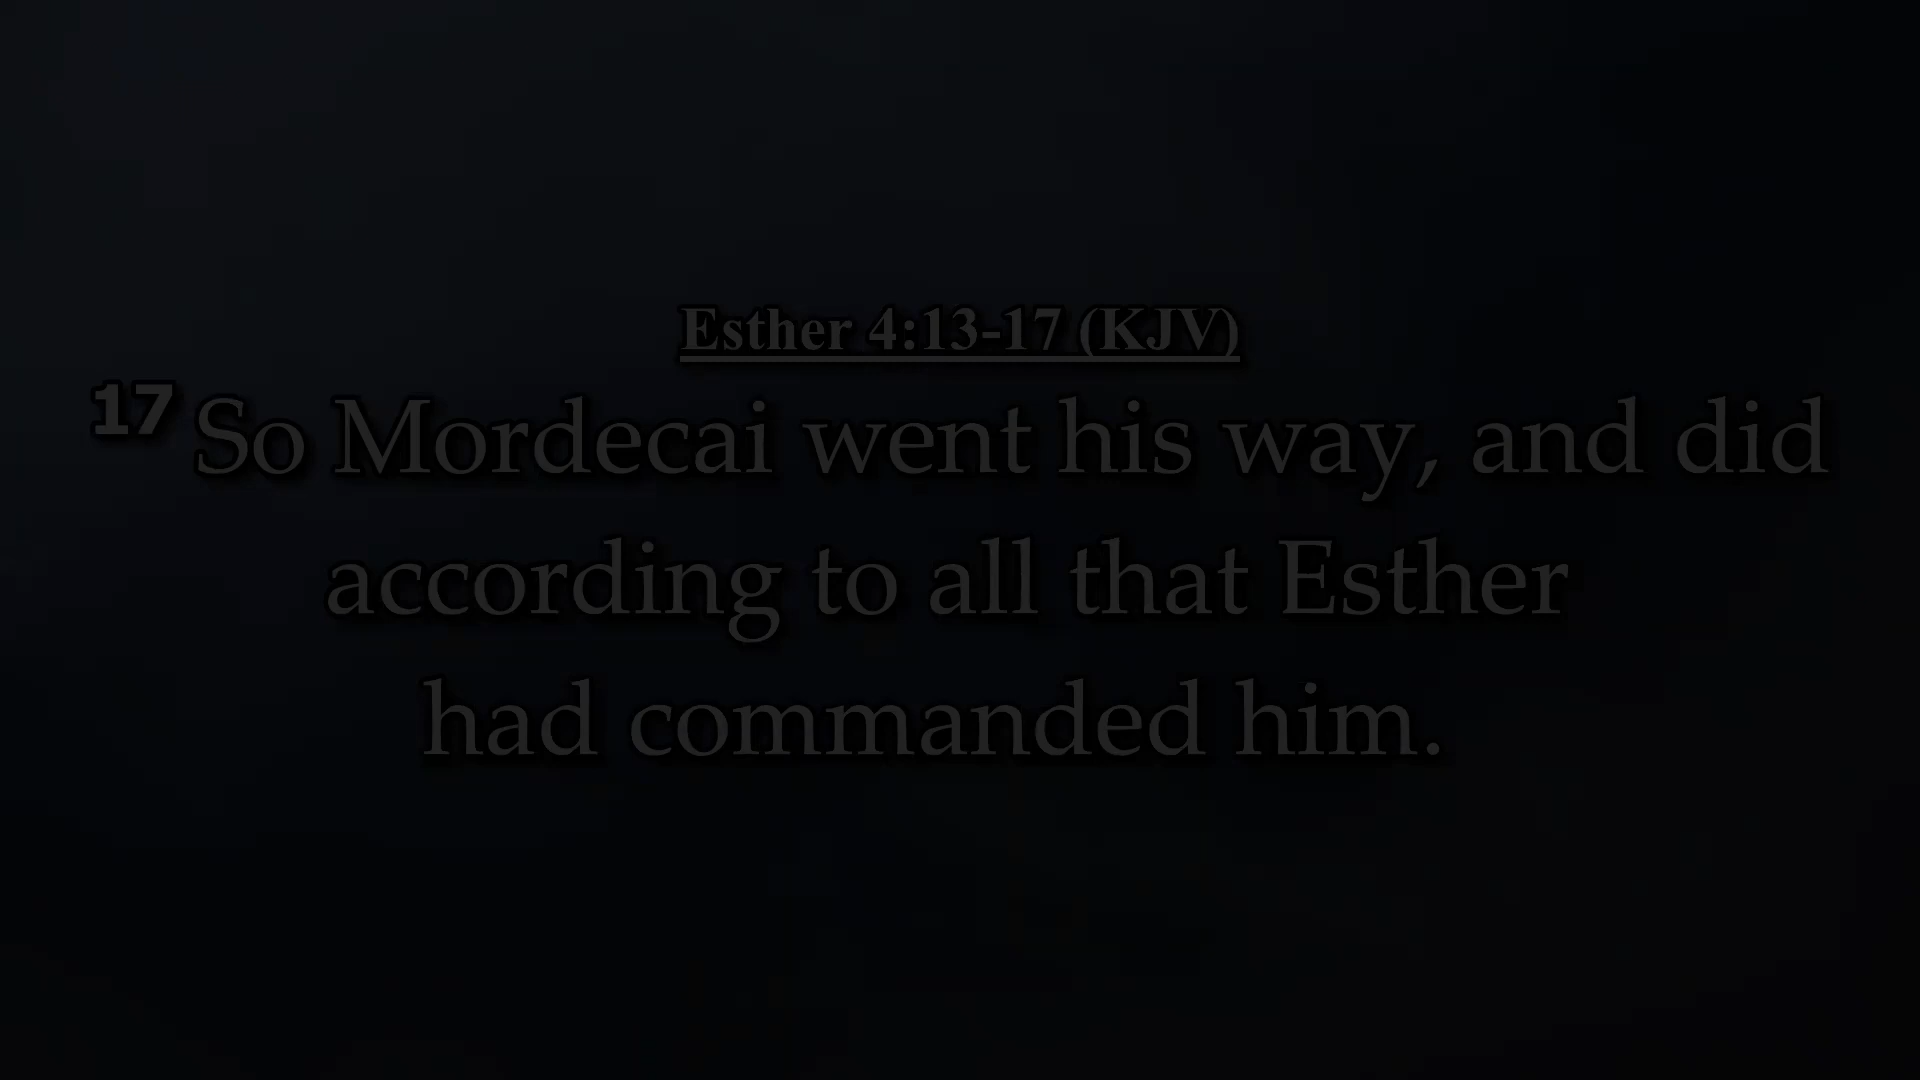 Esther 4:13-17 (KJV)
17 So Mordecai went his way, and did
according to all that Esther
had commanded him.